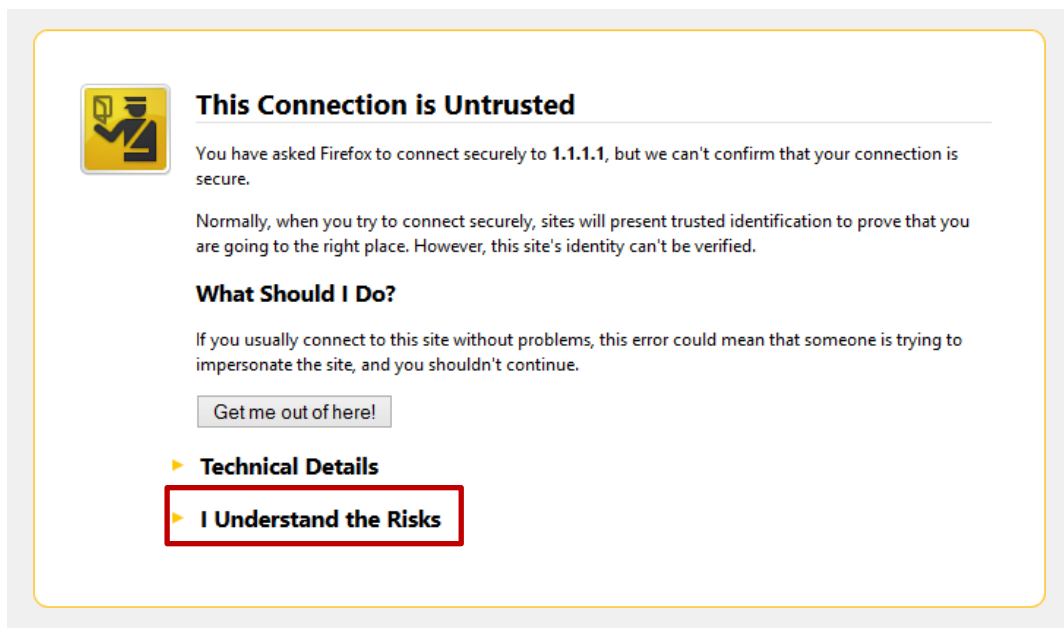 This Connection is Untrusted
You have asked Firefox to connect securely to 1.1.1.1, but we can't confirm that your connection is
secure.
Normally, when you try to connect securely, sites will present trusted identification to prove that you
are going to the right place. However, this site's identity can't be verified.
What Should I Do?
If you usually connect to this site without problems, this error could mean that someone is trying to
impersonate the site, and you shouldn't continue.
Get me out of here!
Technical Details
I Understand the Risks